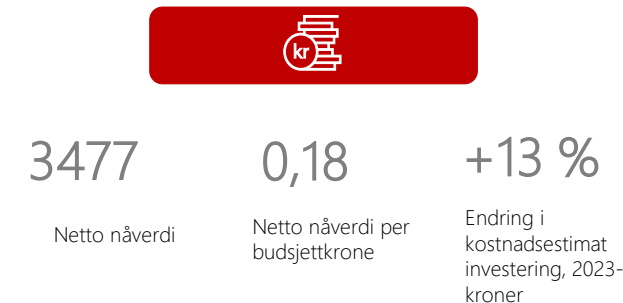 kr
3477
Netto nåverdi
0,18
Netto nåverdi per
budsjettkrone
+13 %
Endring i
kostnadsestimat
investering, 2023-
kroner